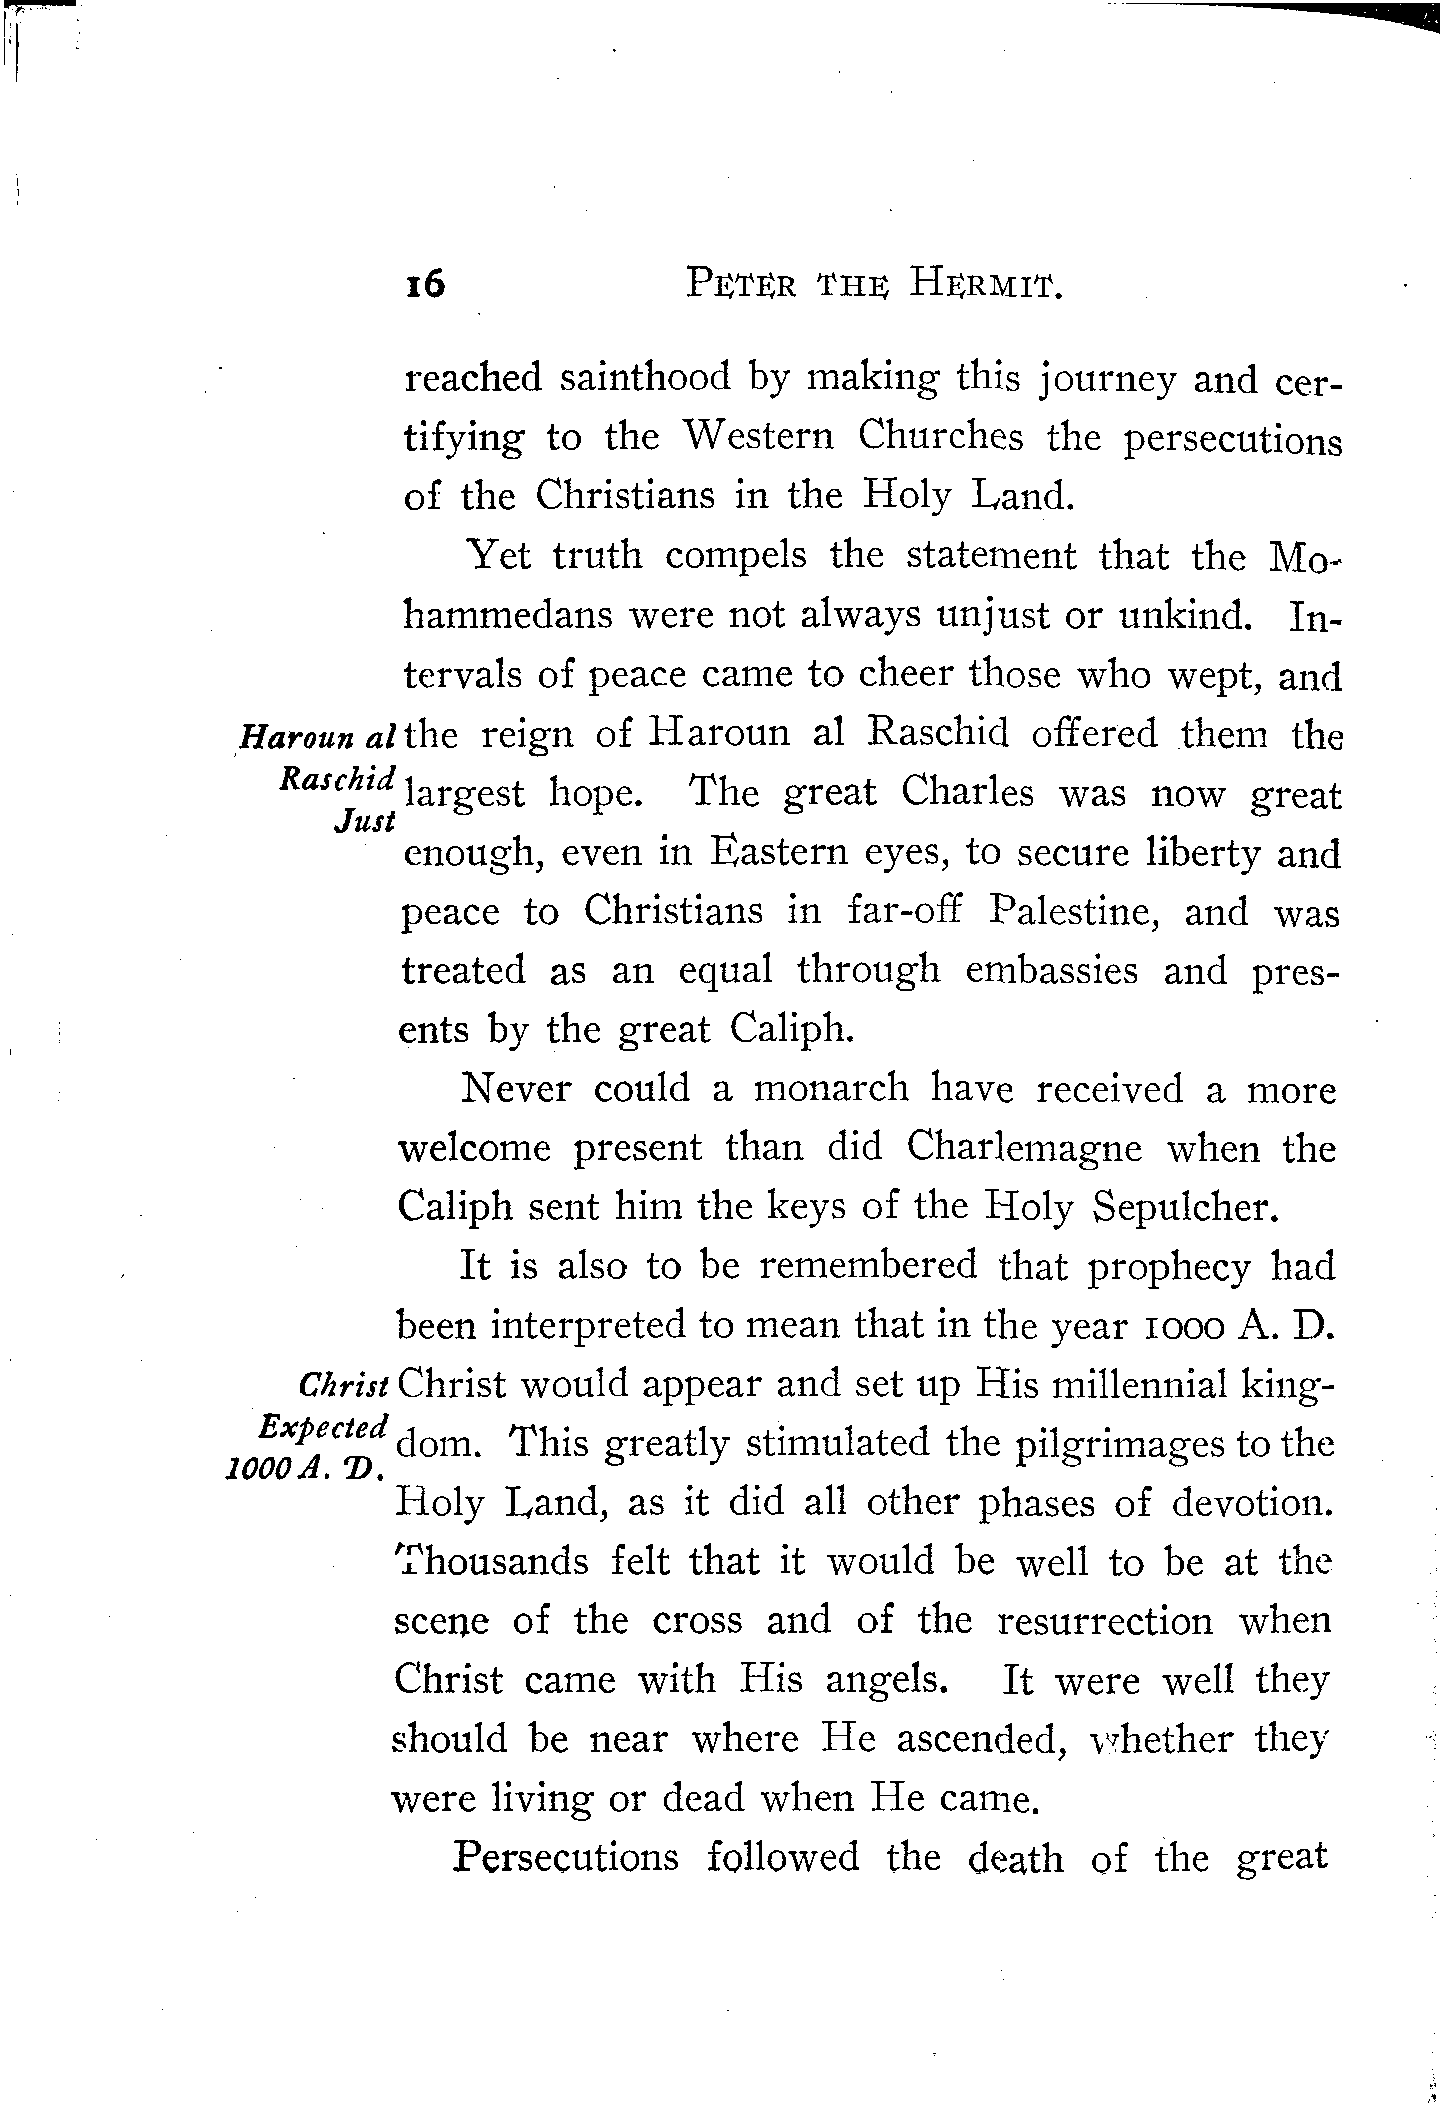 16 PETER THE HERMIT.
reached sainthood by making this journey and cer-
tifying to the Western Churches the persecutions
of the Christians in the Holy Land.
Yet truth compels the statement that the Mo-
hammedans were not always unjust or unkind. In-
tervals of peace came to cheer those who wept, and
Haroun al
Raschid
Just
the reign of Haroun al Raschid offered them the
largest hope. The great Charles was now great
enough, even in Eastern eyes, to secure liberty and
peace to Christians in far-off Palestine, and was
treated as an equal through embassies and pres-
ents by the great Caliph.
Never could a monarch have received a more
welcome present than did Charlemagne when the
Caliph sent him the keys of the Holy Sepulcher.
It is also to be remembered that prophecy had
been interpreted to mean that in the year 1000 A. D.
Christ
Expected
1000 A. D.
Christ would appear and set up His millennial king-
dom. This greatly stimulated the pilgrimages to the
Holy Land, as it did all other phases of devotion.
Thousands felt that it would be well to be at the
scene of the cross and of the resurrection when
Christ came with His angels. It were well they
should be near where He ascended, whether they
were living or dead when He came.
Persecutions followed the death of the great